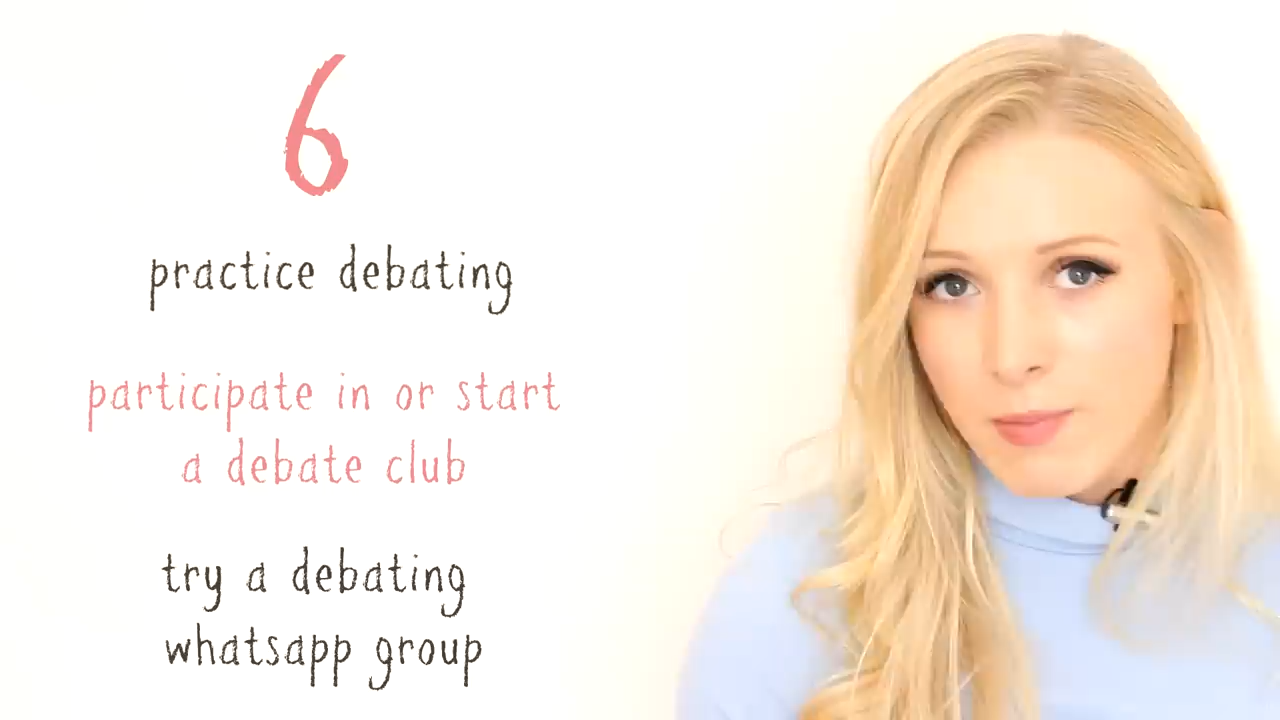 6
practice debating
participate in or start
a debate club
try a debating
whatsapp group